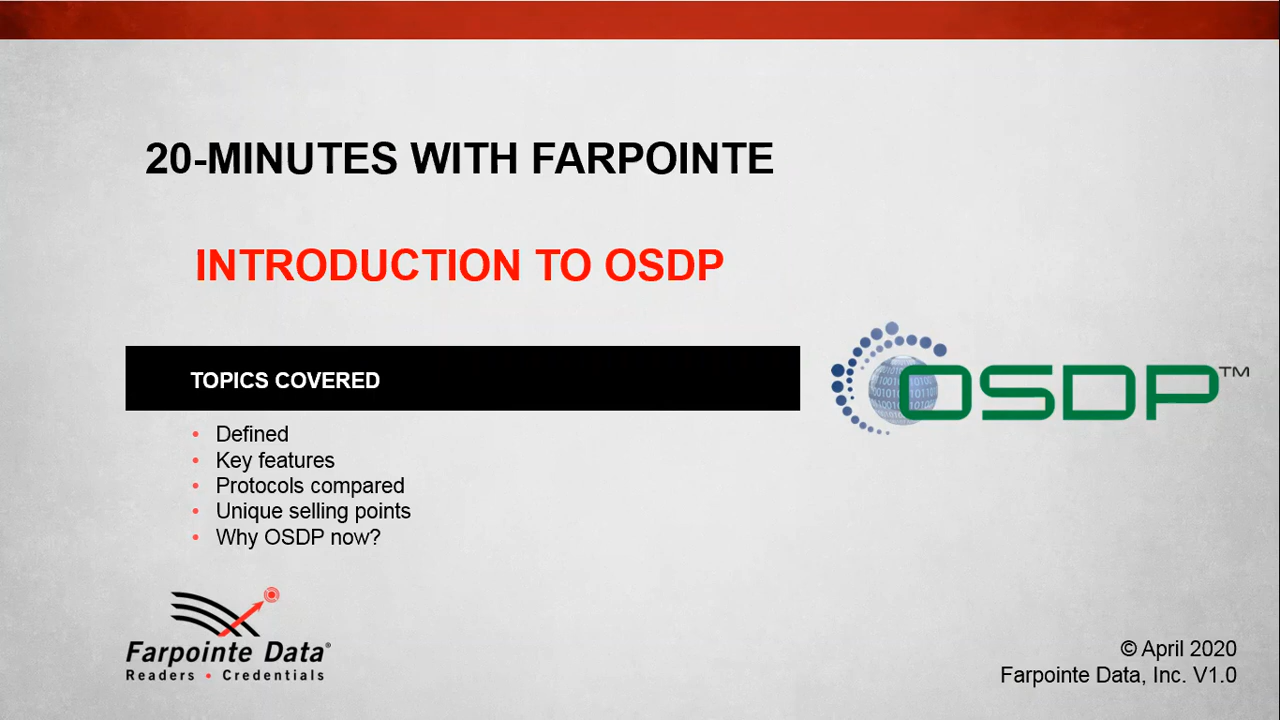 20-MINUTES WITH FARPOINTE
INTRODUCTION TO OSDP
TOPICS COVERED
• Defined
• Key features
• Protocols compared
• Unique selling points
• Why OSDP now?
OSDP™
Farpointe Data®
Readers • Credentials
© April 2020
Farpointe Data, Inc. V1.0